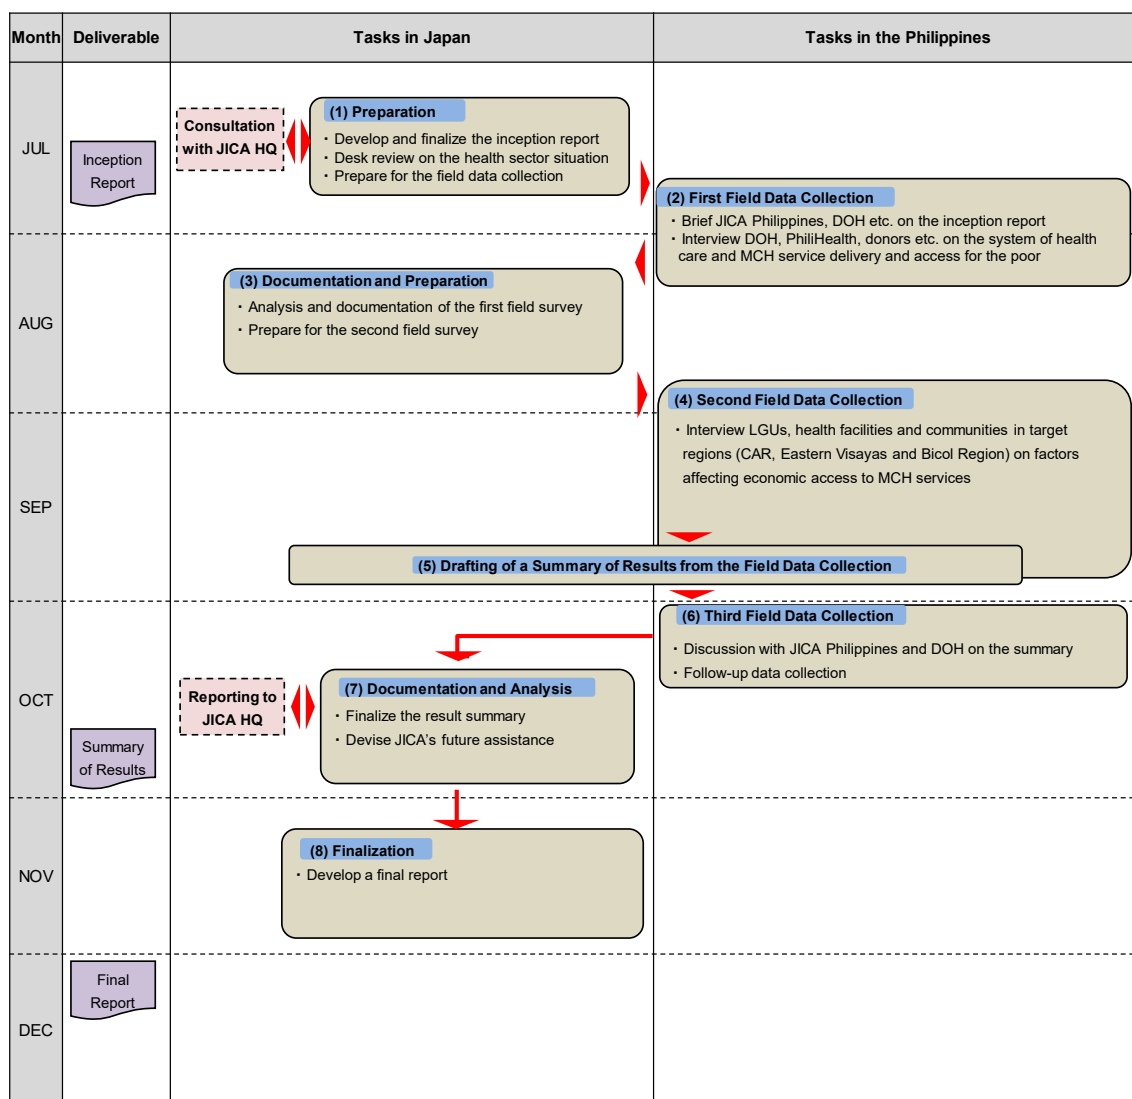 Month Deliverable Tasks in Japan Tasks in the Philippines
JUL
Inception
Report
Consultation
with JICA HQ
(1) Preparation
・Develop and finalize the inception report
・Desk review on the health sector situation
・Prepare for the field data collection
(2) First Field Data Collection
・Brief JICA Philippines, DOH etc. on the inception report
・Interview DOH, PhiliHealth, donors etc. on the system of health
care and MCH service delivery and access for the poor
AUG
(3) Documentation and Preparation
・Analysis and documentation of the first field survey
・Prepare for the second field survey
(4) Second Field Data Collection
・Interview LGUs, health facilities and communities in target
regions (CAR, Eastern Visayas and Bicol Region) on factors
affecting economic access to MCH services
SEP
(5) Drafting of a Summary of Results from the Field Data Collection
(6) Third Field Data Collection
・Discussion with JICA Philippines and DOH on the summary
・Follow-up data collection
OCT
Summary
of Results
Reporting to
JICA HQ
(7) Documentation and Analysis
・Finalize the result summary
・Devise JICA's future assistance
NOV
(8) Finalization
・Develop a final report
DEC
Final
Report